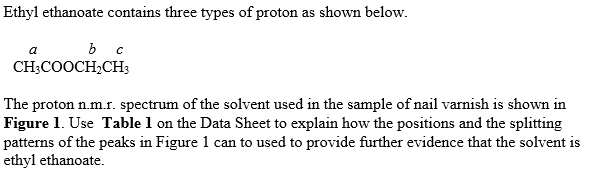 Ethyl ethanoate contains three types of proton as shown below.
a b c
CH₃COOCH₂CH₃
The proton n.m.r. spectrum of the solvent used in the sample of nail varnish is shown in
Figure 1. Use Table 1 on the Data Sheet to explain how the positions and the splitting
patterns of the peaks in Figure 1 can to used to provide further evidence that the solvent is
ethyl ethanoate.